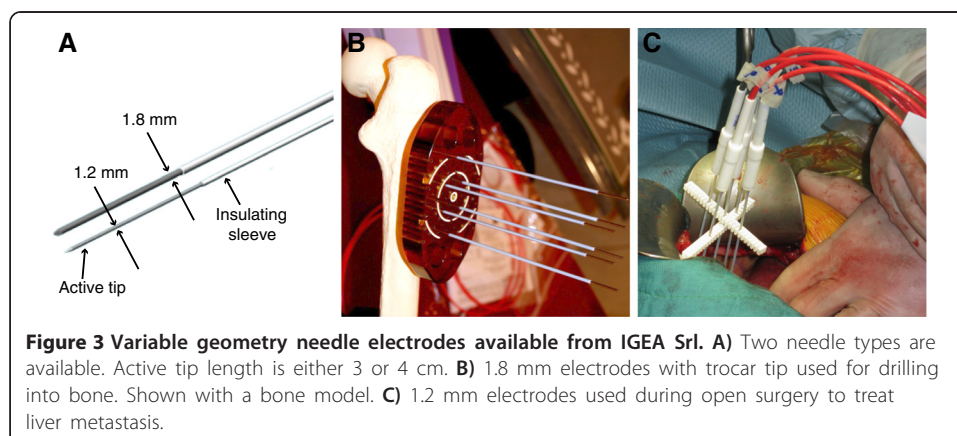 A
B
C
1.8 mm
1.2 mm
Insulating
sleeve
Active tip
Figure 3 Variable geometry needle electrodes available from IGEA Srl. A) Two needle types are
available. Active tip length is either 3 or 4 cm. B) 1.8 mm electrodes with trocar tip used for drilling
into bone. Shown with a bone model. C) 1.2 mm electrodes used during open surgery to treat
liver metastasis.